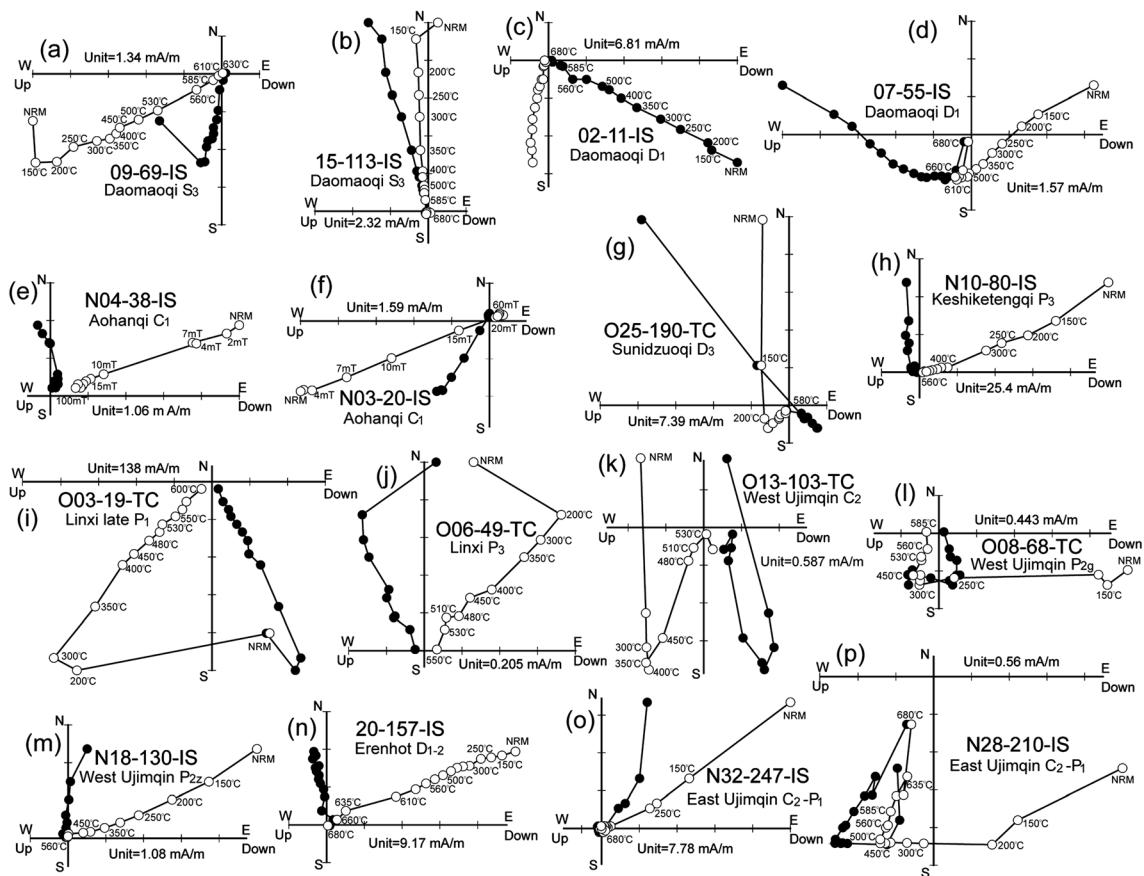 (a)
N
Unit=1.34 mA/m
W
Up
E
Down
610℃
630℃
585℃
560℃
530℃
500℃
450℃
400℃
350℃
300℃
250℃
200℃
150℃
NRM
09-69-IS
Daomaoqi S3
S
(b)
N
NRM
150℃
200℃
250℃
300℃
350℃
400℃
450℃
500℃
585℃
680℃
15-113-IS
Daomaoqi S3
W
Up
E
Down
Unit=2.32 mA/m
S
(c)
N
W
Up
E
Down
Unit=6.81 mA/m
680℃
585℃
560℃
500℃
400℃
350℃
300℃
250℃
200℃
150℃
NRM
02-11-IS
Daomaoqi D1
S
(d)
N
07-55-IS
Daomaoqi D1
NRM
150℃
200℃
250℃
300℃
350℃
500℃
610℃
660℃
680℃
W
Up
E
Down
Unit=1.57 mA/m
S
(e)
N
N04-38-IS
Aohanqi C1
NRM
2mT
4mT
7mT
10mT
15mT
100mT
W
Up
E
Down
Unit=1.06 m A/m
S
(f)
N
Unit=1.59 mA/m
W
Up
E
Down
60mT
20mT
15mT
10mT
7mT
4mT
NRM
N03-20-IS
Aohanqi C1
S
(g)
N
NRM
O25-190-TC
Sunidzuoqi D3
150℃
200℃
580℃
W
Up
E
Down
Unit=7.39 mA/m
S
(h)
N
N10-80-IS
Keshiketengqi P3
NRM
150℃
200℃
250℃
300℃
400℃
560℃
W
Up
E
Down
Unit=25.4 mA/m
S
(i)
N
W
Up
E
Down
Unit=138 mA/m
O03-19-TC
Linxi late P1
600℃
550℃
530℃
480℃
450℃
400℃
350℃
300℃
200℃
NRM
S
(j)
N
NRM
O06-49-TC
Linxi P3
200℃
300℃
350℃
400℃
450℃
480℃
510℃
530℃
550℃
W
Up
E
Down
Unit=0.205 mA/m
S
(k)
N
NRM
O13-103-TC
West Ujimqin C2
W
Up
E
Down
Unit=0.587 mA/m
530℃
510℃
480℃
450℃
400℃
350℃
300℃
S
(l)
N
W
Up
E
Down
Unit=0.443 mA/m
O08-68-TC
West Ujimqin P2g
585℃
560℃
530℃
450℃
300℃
250℃
150℃
NRM
S
(m)
N
N18-130-IS
West Ujimqin P2z
NRM
150℃
200℃
250℃
350℃
450℃
560℃
W
Up
E
Down
Unit=1.08 mA/m
S
(n)
N
20-157-IS
Erenhot D1-2
NRM
150℃
250℃
300℃
500℃
560℃
610℃
635℃
660℃
680℃
W
Up
E
Down
Unit=9.17 mA/m
S
(o)
N
NRM
N32-247-IS
East Ujimqin C2-P1
150℃
250℃
680℃
W
Up
E
Down
Unit=7.78 mA/m
S
(p)
N
W
Up
E
Down
Unit=0.56 mA/m
680℃
635℃
585℃
560℃
500℃
450℃
300℃
200℃
150℃
NRM
N28-210-IS
East Ujimqin C2-P1
S